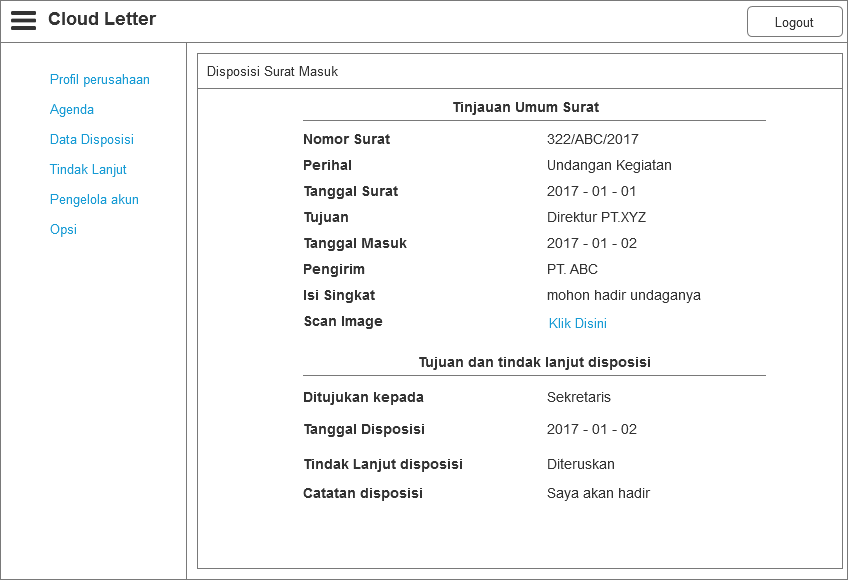 Cloud Letter
Logout
Profil perusahaan
Agenda
Data Disposisi
Tindak Lanjut
Pengelola akun
Opsi
Disposisi Surat Masuk
Tinjauan Umum Surat
Nomor Surat 322/ABC/2017
Perihal Undangan Kegiatan
Tanggal Surat 2017 - 01 - 01
Tujuan Direktur PT.XYZ
Tanggal Masuk 2017 - 01 - 02
Pengirim PT. ABC
Isi Singkat mohon hadir undaganya
Scan Image Klik Disini
Tujuan dan tindak lanjut disposisi
Ditujukan kepada Sekretaris
Tanggal Disposisi 2017 - 01 - 02
Tindak Lanjut disposisi Diteruskan
Catatan disposisi Saya akan hadir